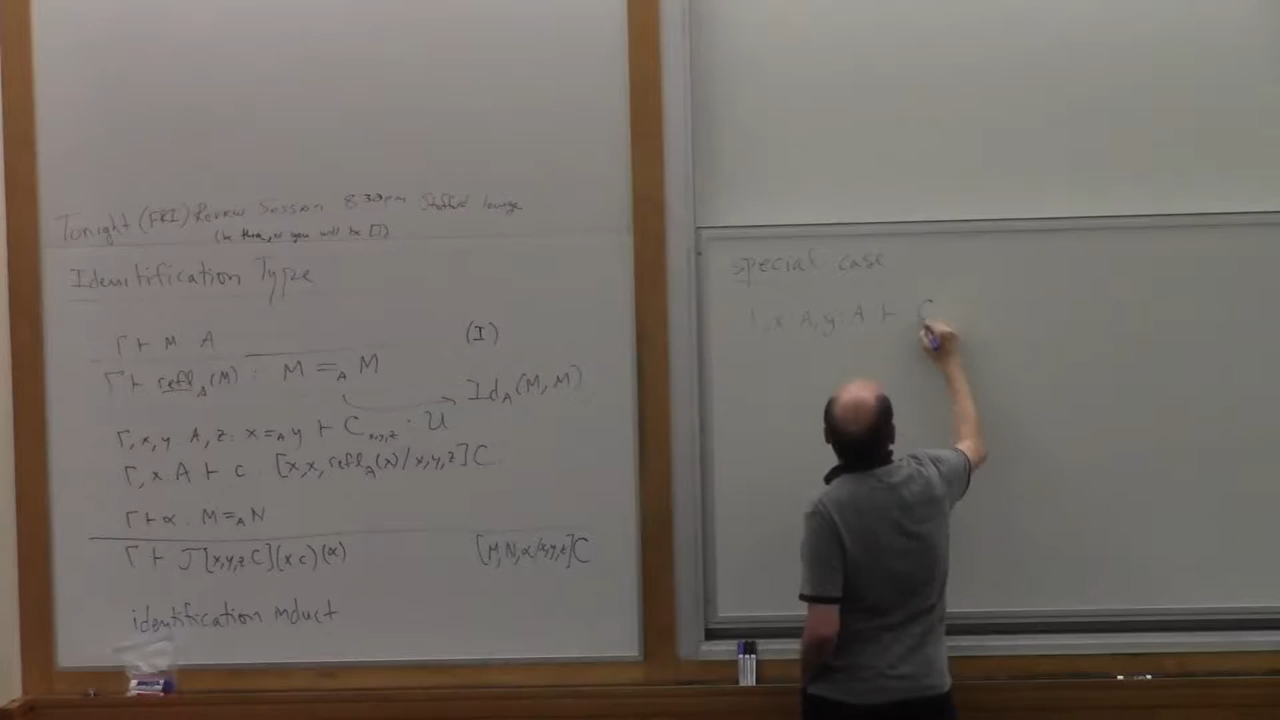 Tonight (FRI) Review Session 8:30pm Stafford lounge
(be there, or you will be [])
Identification Type
Γ ⊢ M A
(I)
Γ ⊢ refl_A(M) : M =_A M
Id_A(M, M)
Γ, x, y A, z : x =_A y ⊢ C_{x,y,z} : U
Γ, x A ⊢ c [x, x, refl_A(x) / x, y, z] C
Γ ⊢ α . M =_A N
Γ ⊢ J [x,y,z C] (x c) (α) [M, N, α / x, y, z] C
identification induct
special case
Γ, x A, y : A ⊢ C